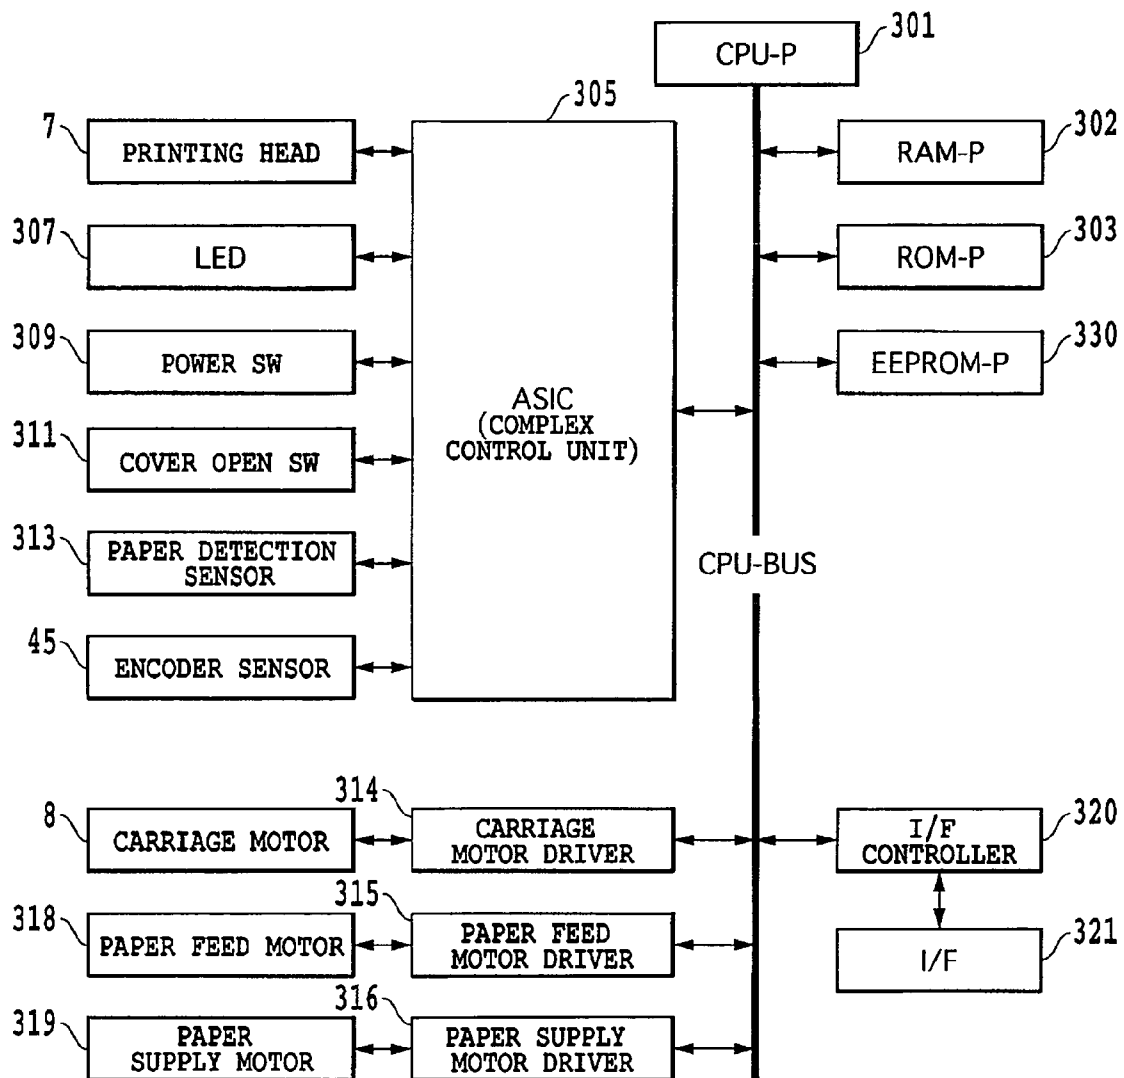 301
CPU-P
305
7
PRINTING HEAD
302
RAM-P
307
LED
303
ROM-P
309
POWER SW
330
EEPROM-P
ASIC
(COMPLEX
CONTROL UNIT)
311
COVER OPEN SW
313
PAPER DETECTION
SENSOR
CPU-BUS
45
ENCODER SENSOR
8
CARRIAGE MOTOR
314
CARRIAGE
MOTOR DRIVER
320
I/F
CONTROLLER
318
PAPER FEED MOTOR
315
PAPER FEED
MOTOR DRIVER
321
I/F
319
PAPER
SUPPLY MOTOR
316
PAPER SUPPLY
MOTOR DRIVER